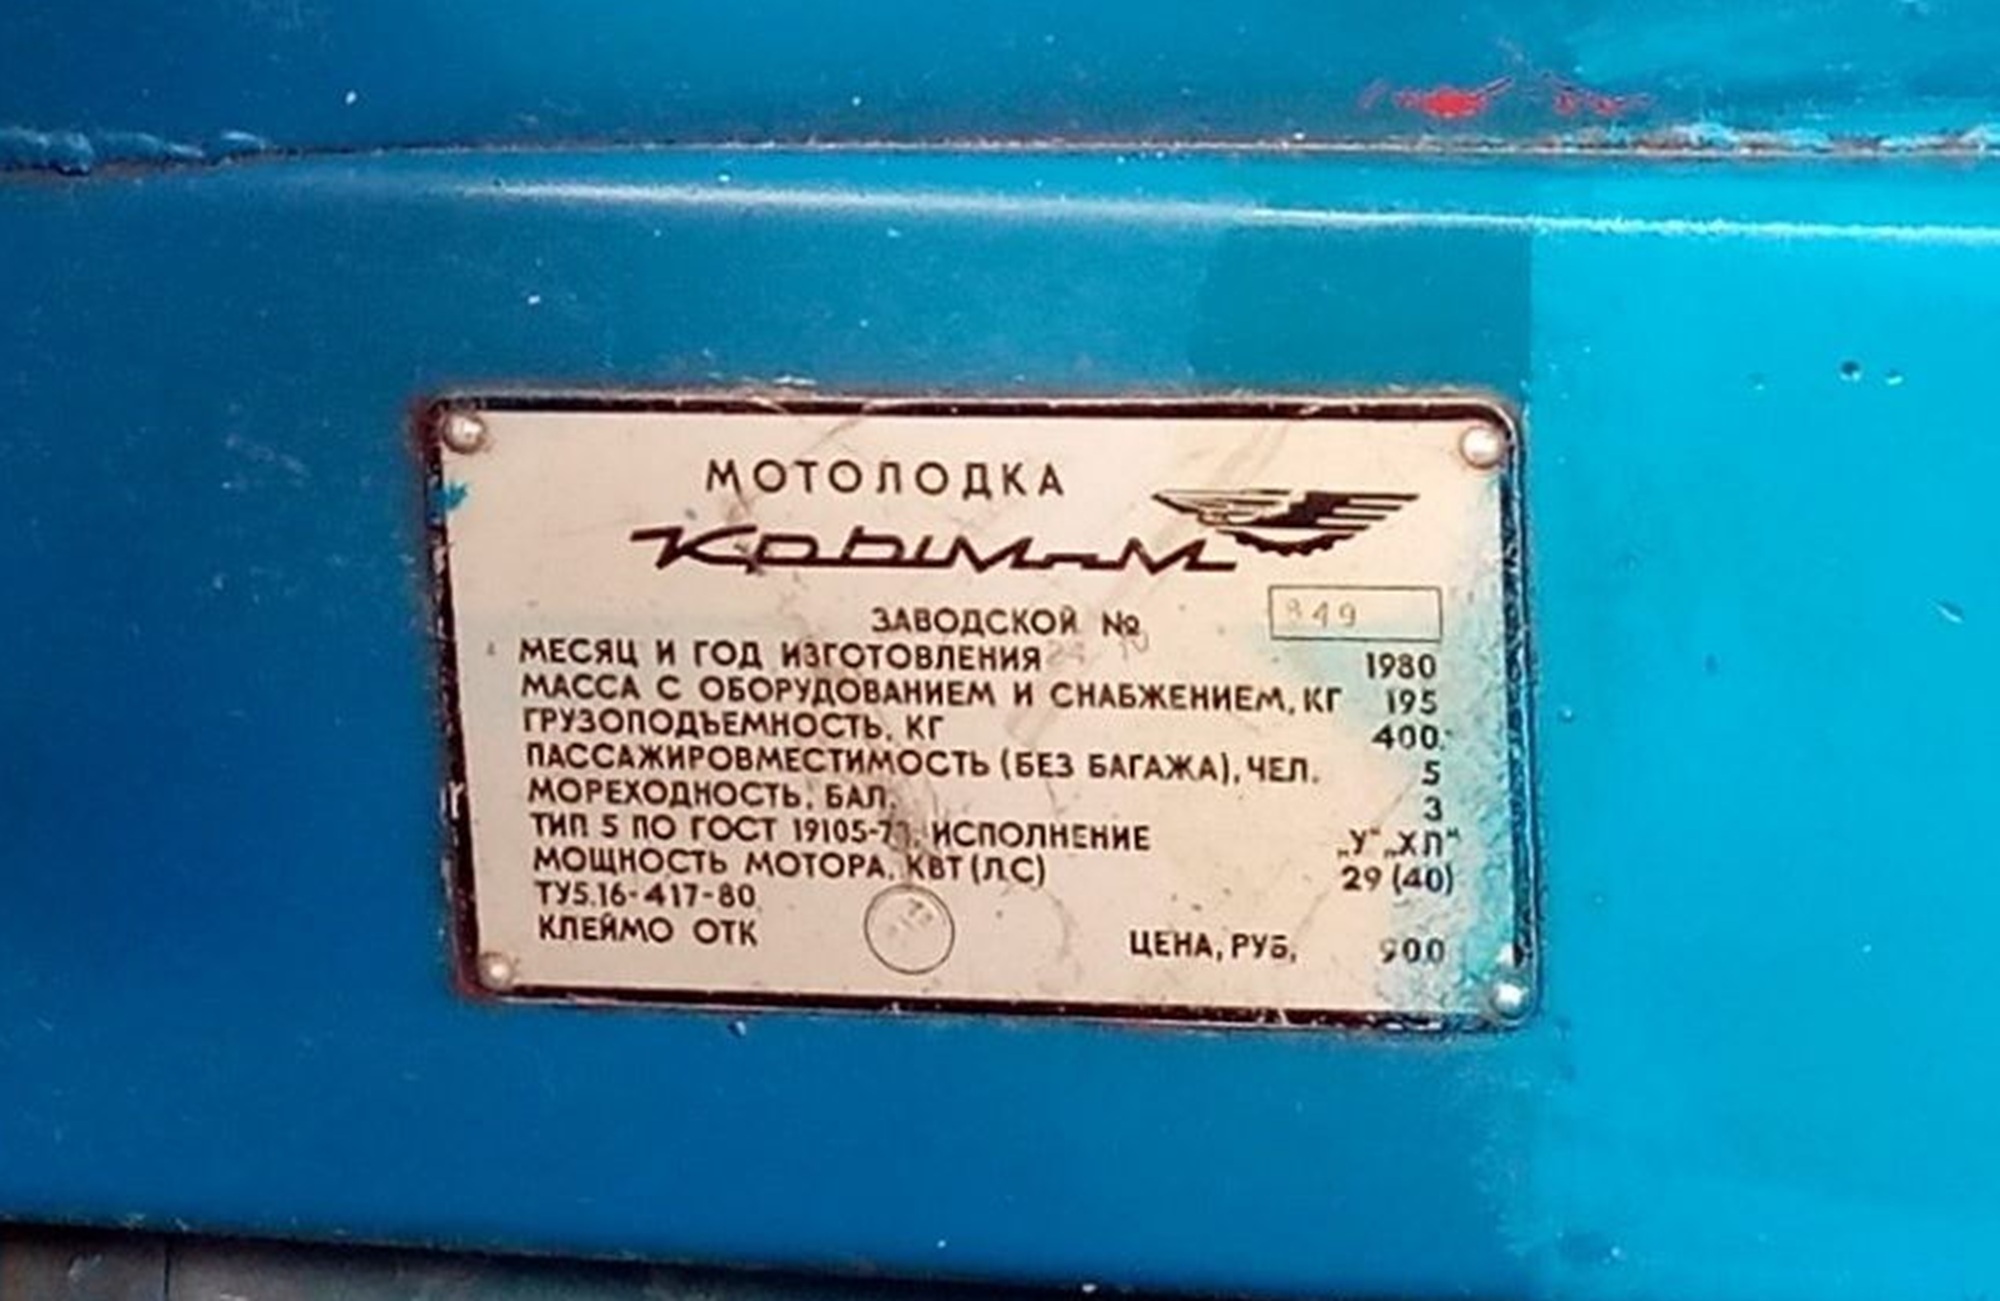 МОТОЛОДКА
Крым-М
ЗАВОДСКОЙ № 849
МЕСЯЦ И ГОД ИЗГОТОВЛЕНИЯ 1980
МАССА С ОБОРУДОВАНИЕМ И СНАБЖЕНИЕМ, КГ 195
ГРУЗОПОДЪЕМНОСТЬ, КГ 400
ПАССАЖИРОВМЕСТИМОСТЬ (БЕЗ БАГАЖА), ЧЕЛ. 5
МОРЕХОДНОСТЬ, БАЛ. 3
ТИП 5 ПО ГОСТ ИСПОЛНЕНИЕ „У“ „ХЛ“
МОЩНОСТЬ МОТОРА, КВТ (Л.С) 29 (40)
ТУ5.16-417-80
КЛЕЙМО ОТК ЦЕНА, РУБ, 900